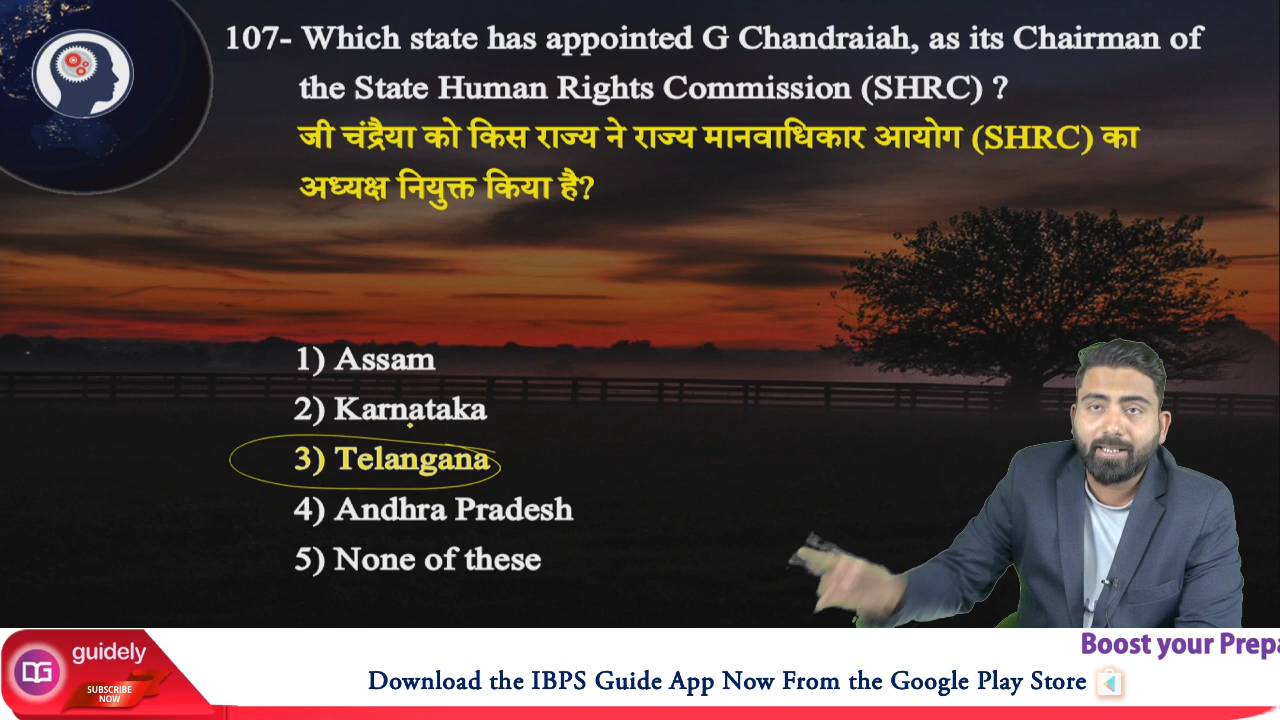 107- Which state has appointed G Chandraiah, as its Chairman of
the State Human Rights Commission (SHRC) ?
जी चंद्रैया को किस राज्य ने राज्य मानवाधिकार आयोग (SHRC) का
अध्यक्ष नियुक्त किया है?
1) Assam
2) Karnataka
3) Telangana
4) Andhra Pradesh
5) None of these
guidely
SUBSCRIBE
NOW
Boost your Prepa
Download the IBPS Guide App Now From the Google Play Store